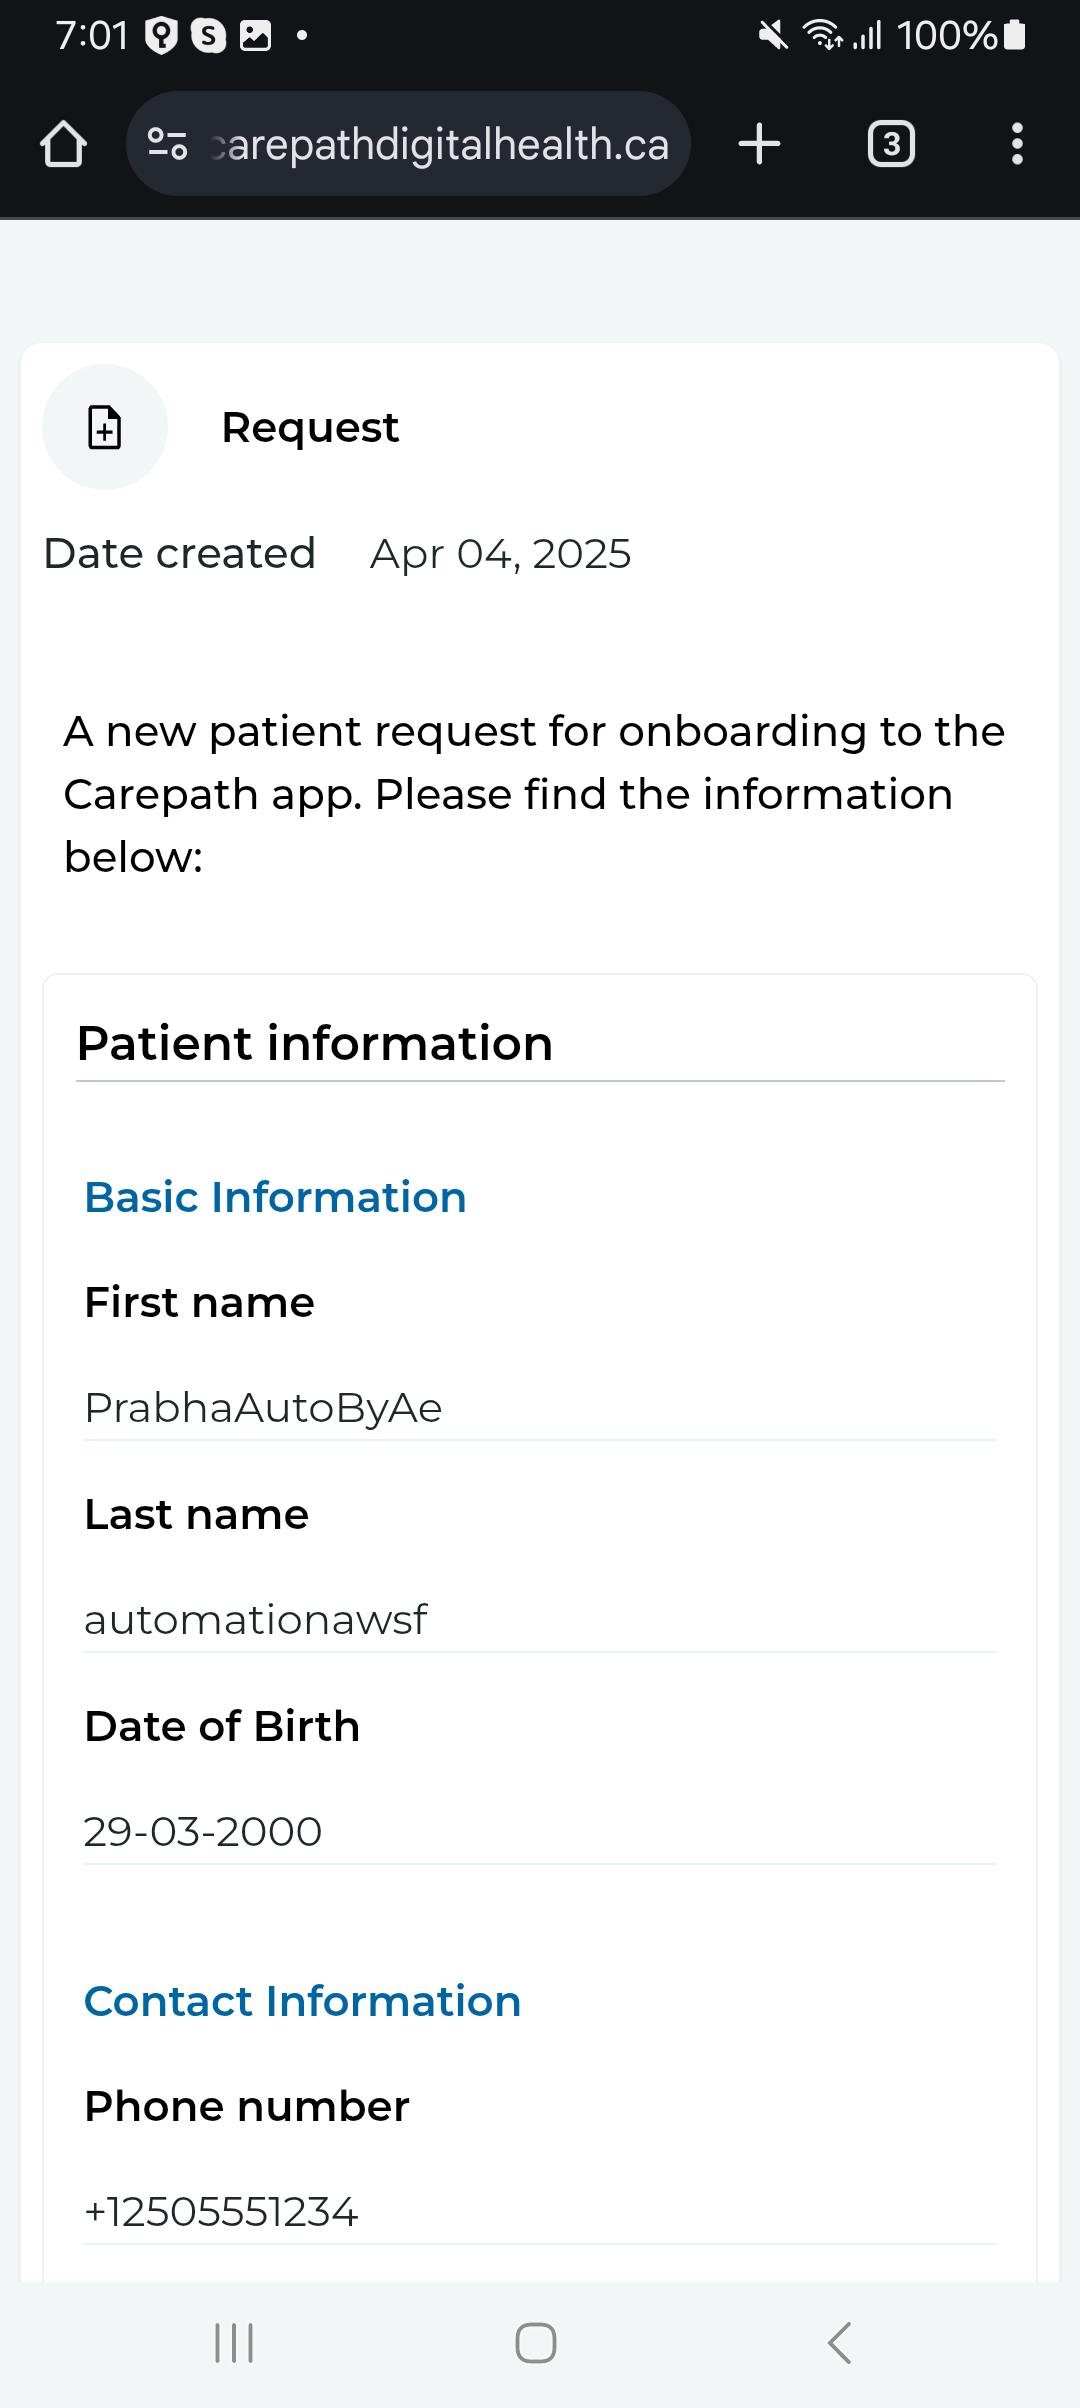 7:01
100%
carepathdigitalhealth.ca
3
Request
Date created Apr 04, 2025
A new patient request for onboarding to the
Carepath app. Please find the information
below:
Patient information
Basic Information
First name
PrabhaAutoByAe
Last name
automationawsf
Date of Birth
29-03-2000
Contact Information
Phone number
+12505551234